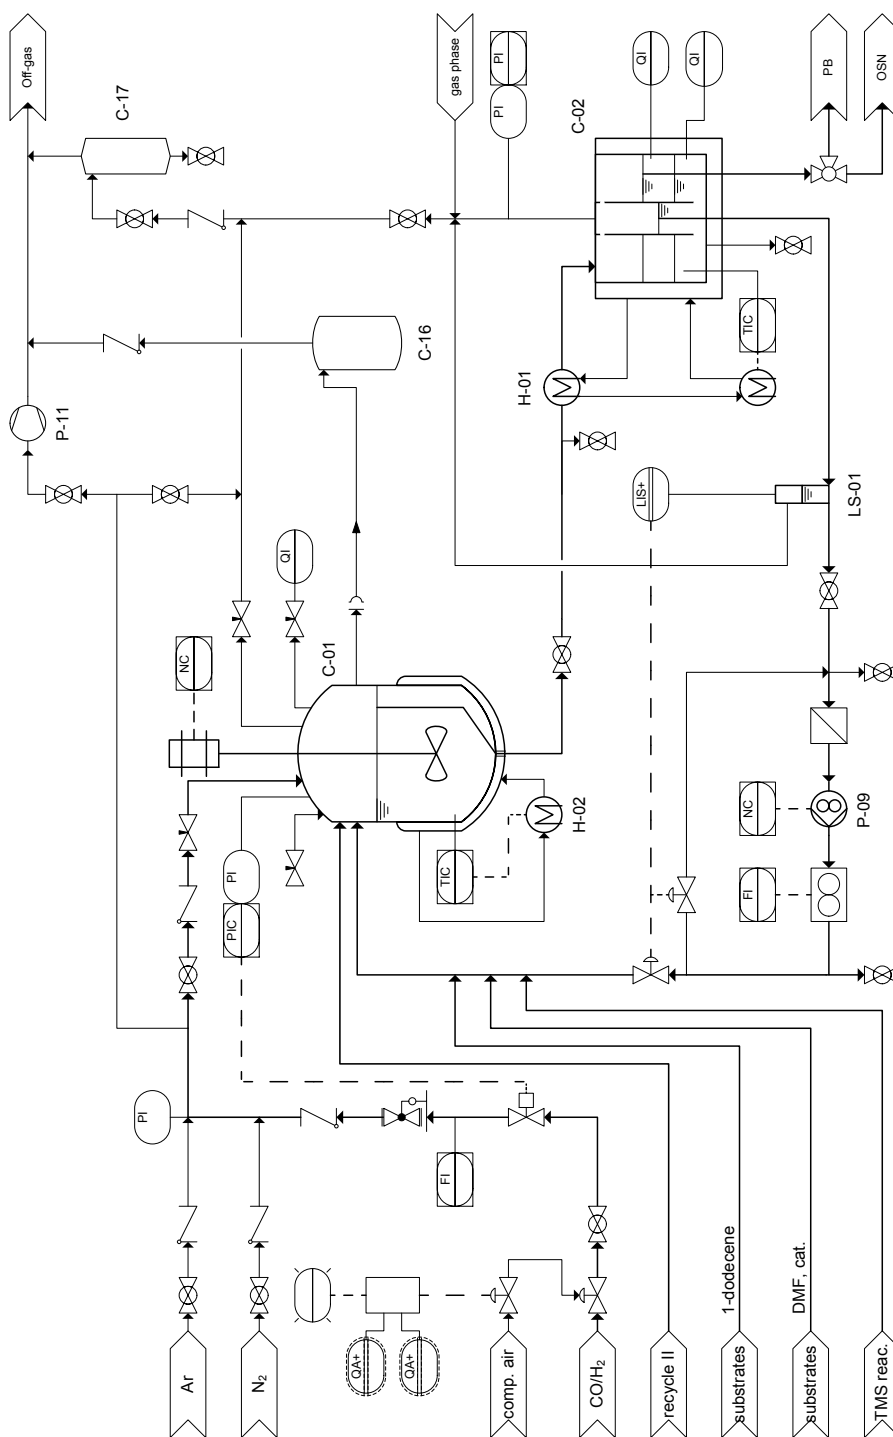 Off-gas
C-17
gas phase
PI
PI
C-02
QI
QI
PB
OSN
P-11
C-16
H-01
TIC
LIS+
LS-01
NC
QI
C-01
PI
PIC
TIC
H-02
NC
P-09
FI
PI
FI
QA+
QA+
Ar
N₂
comp. air
CO/H₂
recycle II
1-dodecene
substrates
DMF, cat.
substrates
TMS reac.